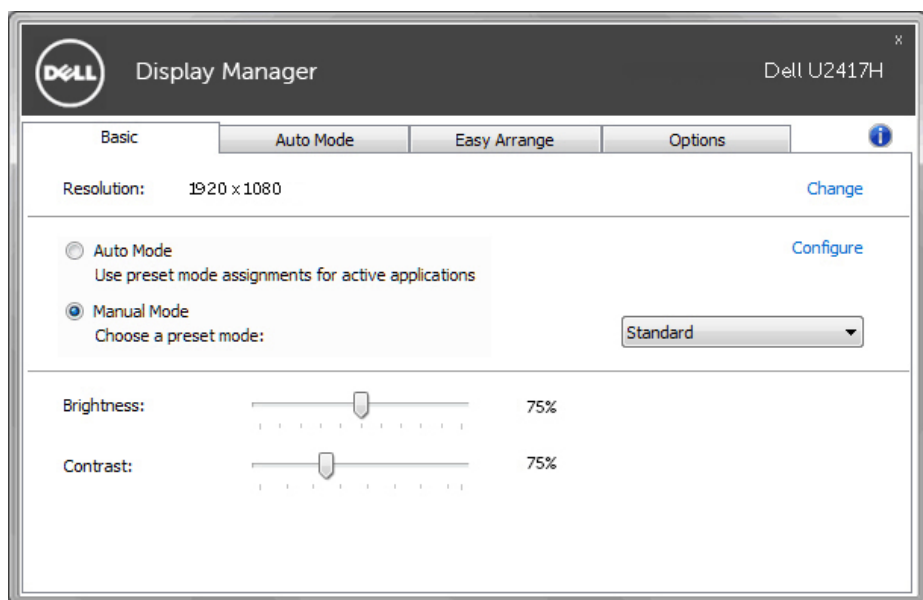 x
DELL
Display Manager
Dell U2417H
Basic
Auto Mode
Easy Arrange
Options
i
Resolution: 1920 x 1080 Change
Auto Mode
Configure
Use preset mode assignments for active applications
Manual Mode
Choose a preset mode: Standard
Brightness: 75%
Contrast: 75%